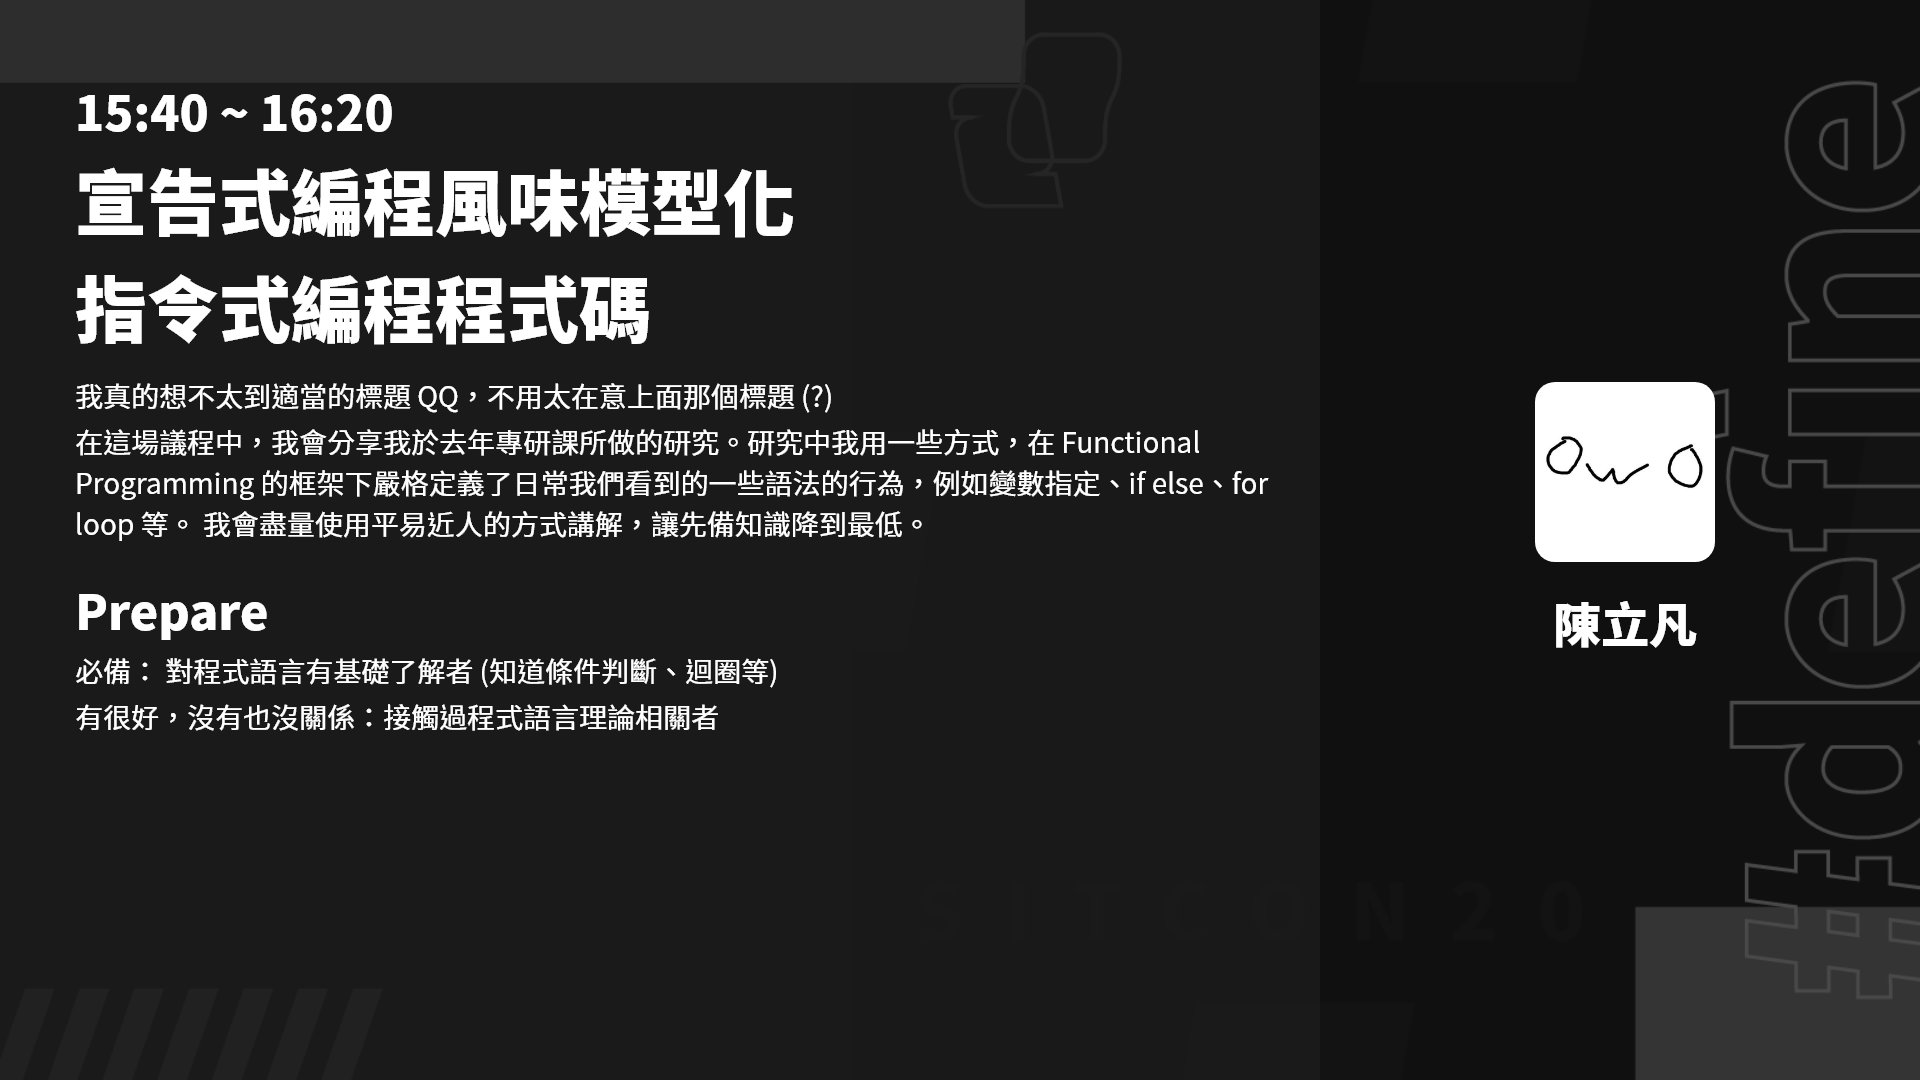 15:40 ~ 16:20
宣告式編程風味模型化
指令式編程程式碼
我真的想不太到適當的標題 QQ，不用太在意上面那個標題 (?)
在這場議程中，我會分享我於去年專研課所做的研究。研究中我用一些方式，在 Functional
Programming 的框架下嚴格定義了日常我們看到的一些語法的行為，例如變數指定、if else、for
loop 等。 我會盡量使用平易近人的方式講解，讓先備知識降到最低。
Prepare
必備： 對程式語言有基礎了解者 (知道條件判斷、迴圈等)
有很好，沒有也沒關係：接觸過程式語言理論相關者
OwO
陳立凡
#define
SITCON20